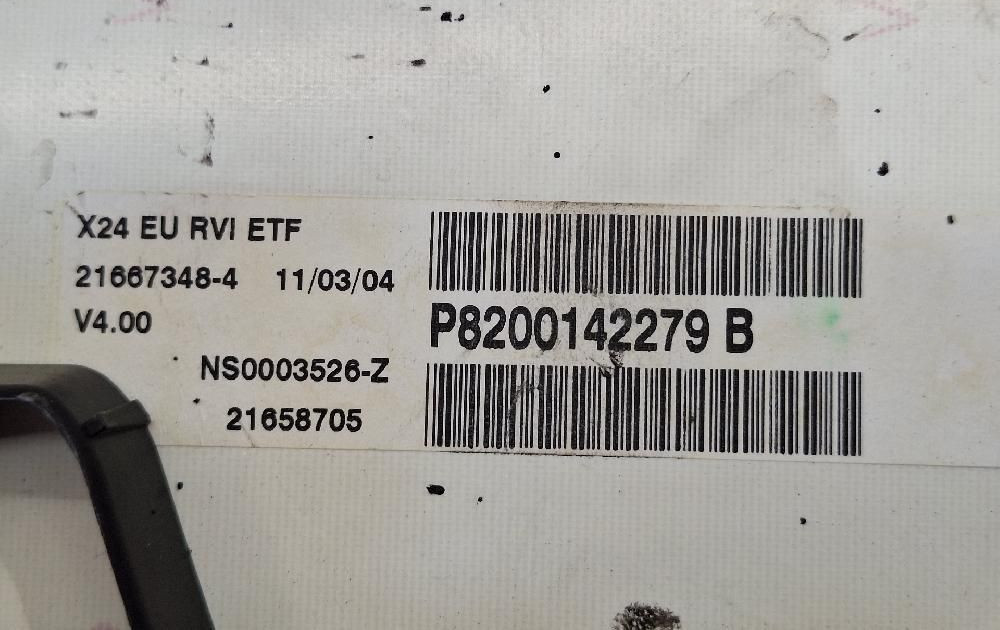 X24 EU RVI ETF
21667348-4 11/03/04
V4.00
P8200142279 B
NS0003526-Z
21658705